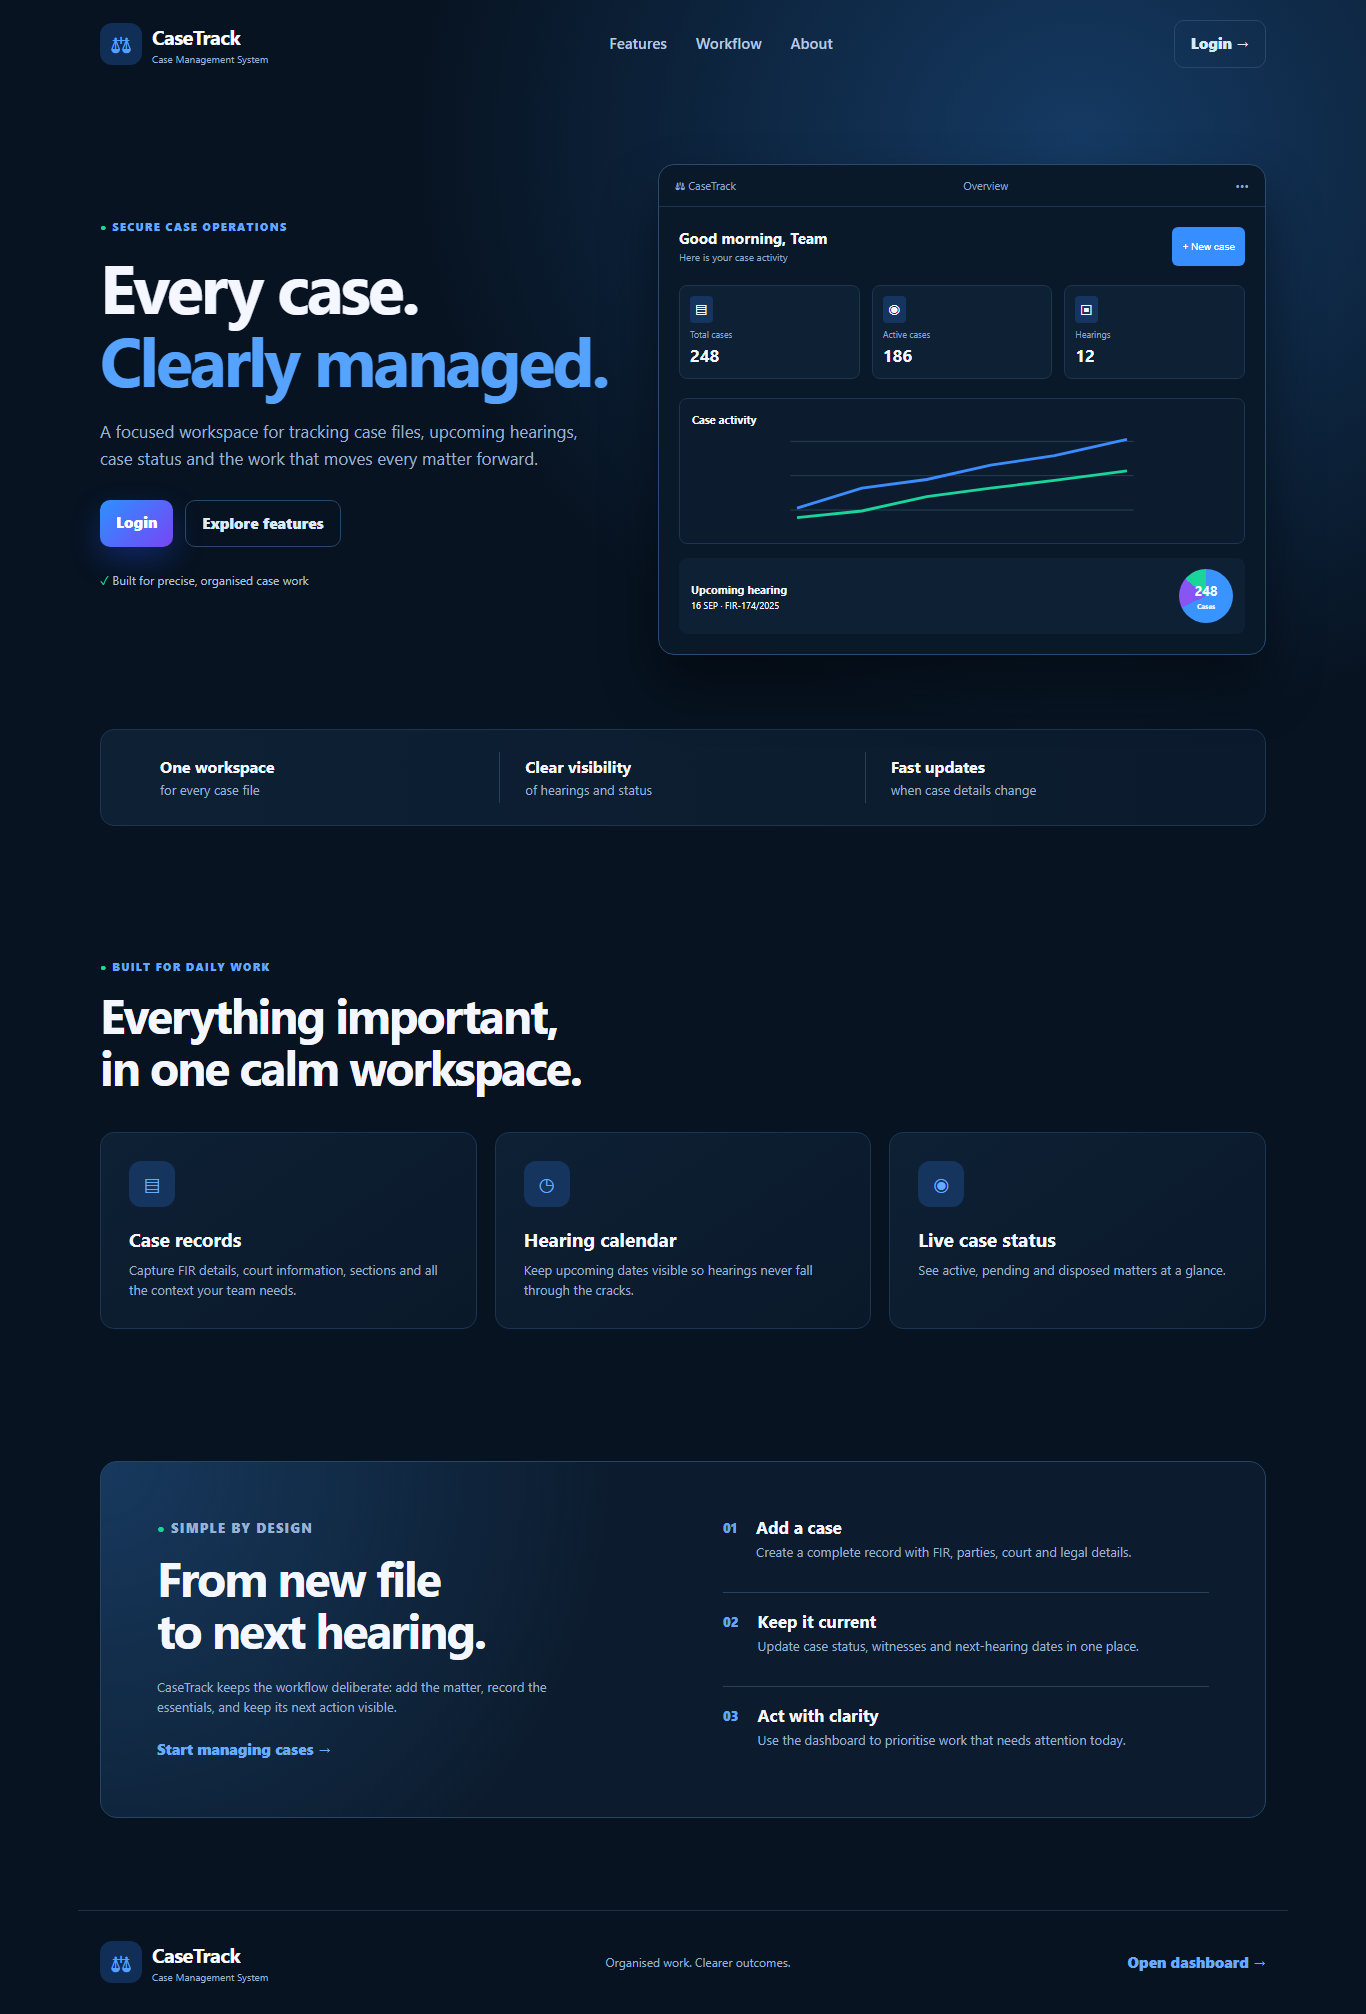 CaseTrack
Case Management System
Features
Workflow
About
Login →
CaseTrack
Overview
•••
• SECURE CASE OPERATIONS
Every case.
Clearly managed.
A focused workspace for tracking case files, upcoming hearings,
case status and the work that moves every matter forward.
Login
Explore features
✓ Built for precise, organised case work
Good morning, Team
Here is your case activity
+ New case
Total cases
248
Active cases
186
Hearings
12
Case activity
Upcoming hearing
16 SEP · FIR-174/2025
248
Cases
One workspace
for every case file
Clear visibility
of hearings and status
Fast updates
when case details change
• BUILT FOR DAILY WORK
Everything important,
in one calm workspace.
Case records
Capture FIR details, court information, sections and all
the context your team needs.
Hearing calendar
Keep upcoming dates visible so hearings never fall
through the cracks.
Live case status
See active, pending and disposed matters at a glance.
• SIMPLE BY DESIGN
From new file
to next hearing.
CaseTrack keeps the workflow deliberate: add the matter, record the
essentials, and keep its next action visible.
Start managing cases →
01 Add a case
Create a complete record with FIR, parties, court and legal details.
02 Keep it current
Update case status, witnesses and next-hearing dates in one place.
03 Act with clarity
Use the dashboard to prioritise work that needs attention today.
CaseTrack
Case Management System
Organised work. Clearer outcomes.
Open dashboard →